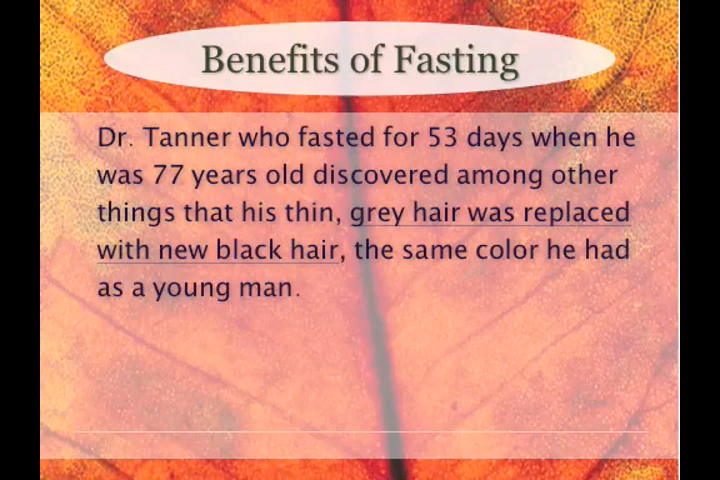 Benefits of Fasting
Dr. Tanner who fasted for 53 days when he
was 77 years old discovered among other
things that his thin, grey hair was replaced
with new black hair, the same color he had
as a young man.